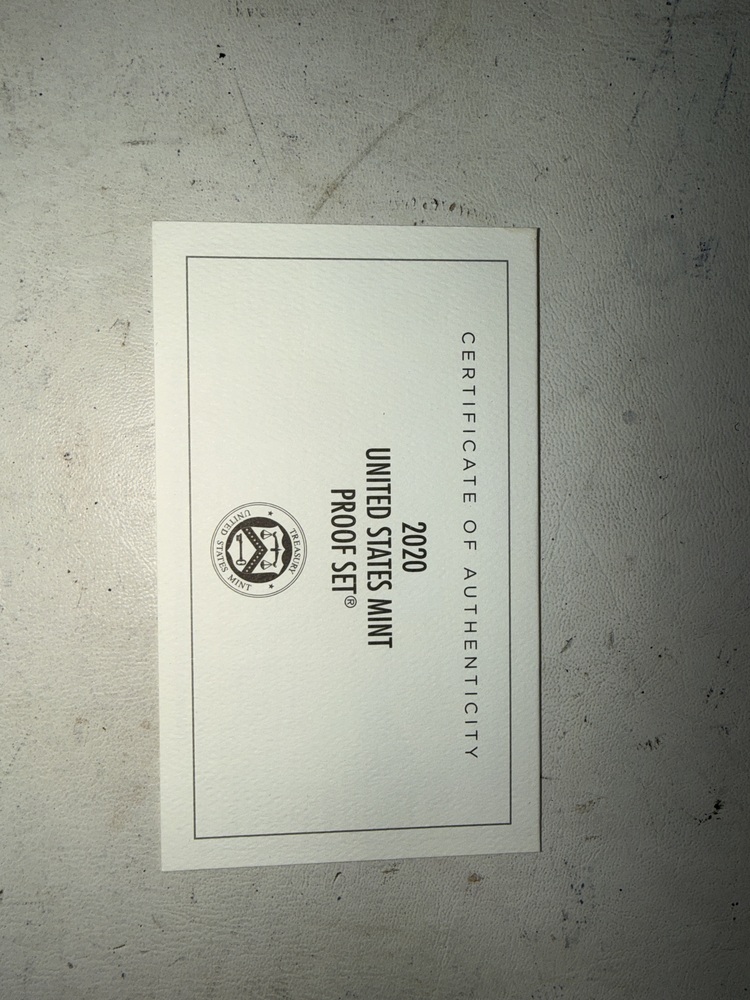 CERTIFICATE OF AUTHENTICITY
2020
UNITED STATES MINT
PROOF SET®
TREASURY
UNITED STATES MINT